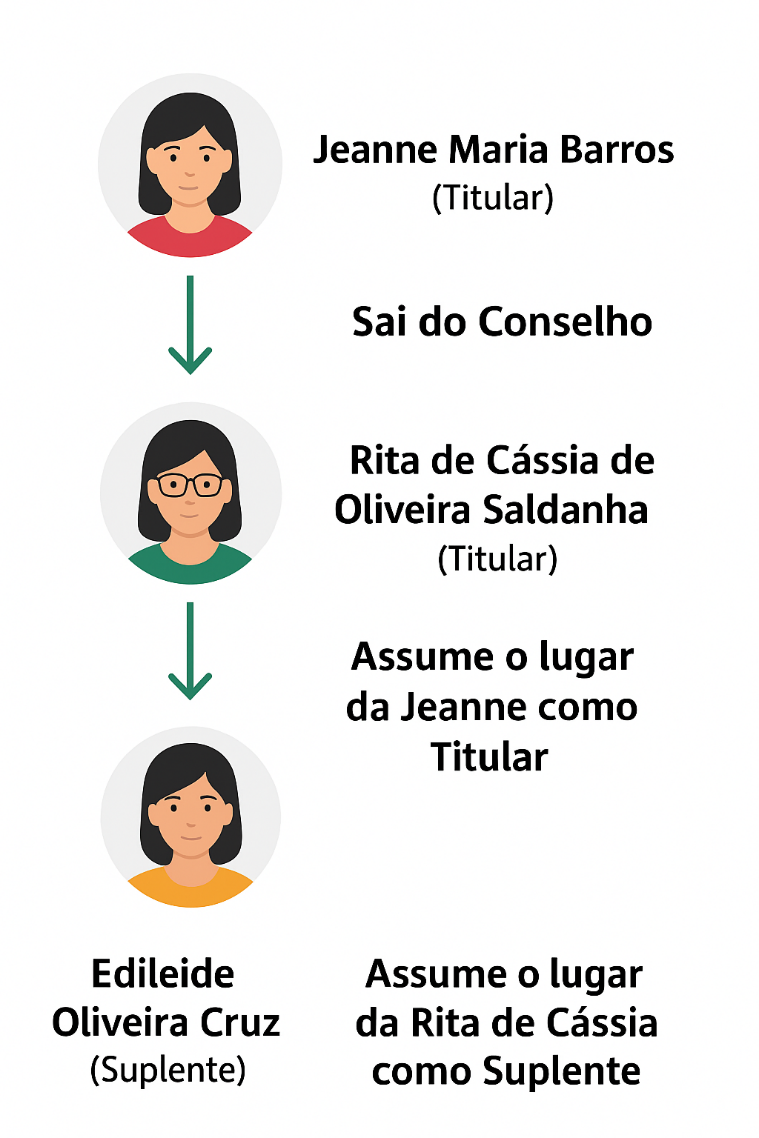 Jeanne Maria Barros
(Titular)
Sai do Conselho
Rita de Cássia de
Oliveira Saldanha
(Titular)
Assume o lugar
da Jeanne como
Titular
Edileide
Oliveira Cruz
(Suplente)
Assume o lugar
da Rita de Cássia
como Suplente